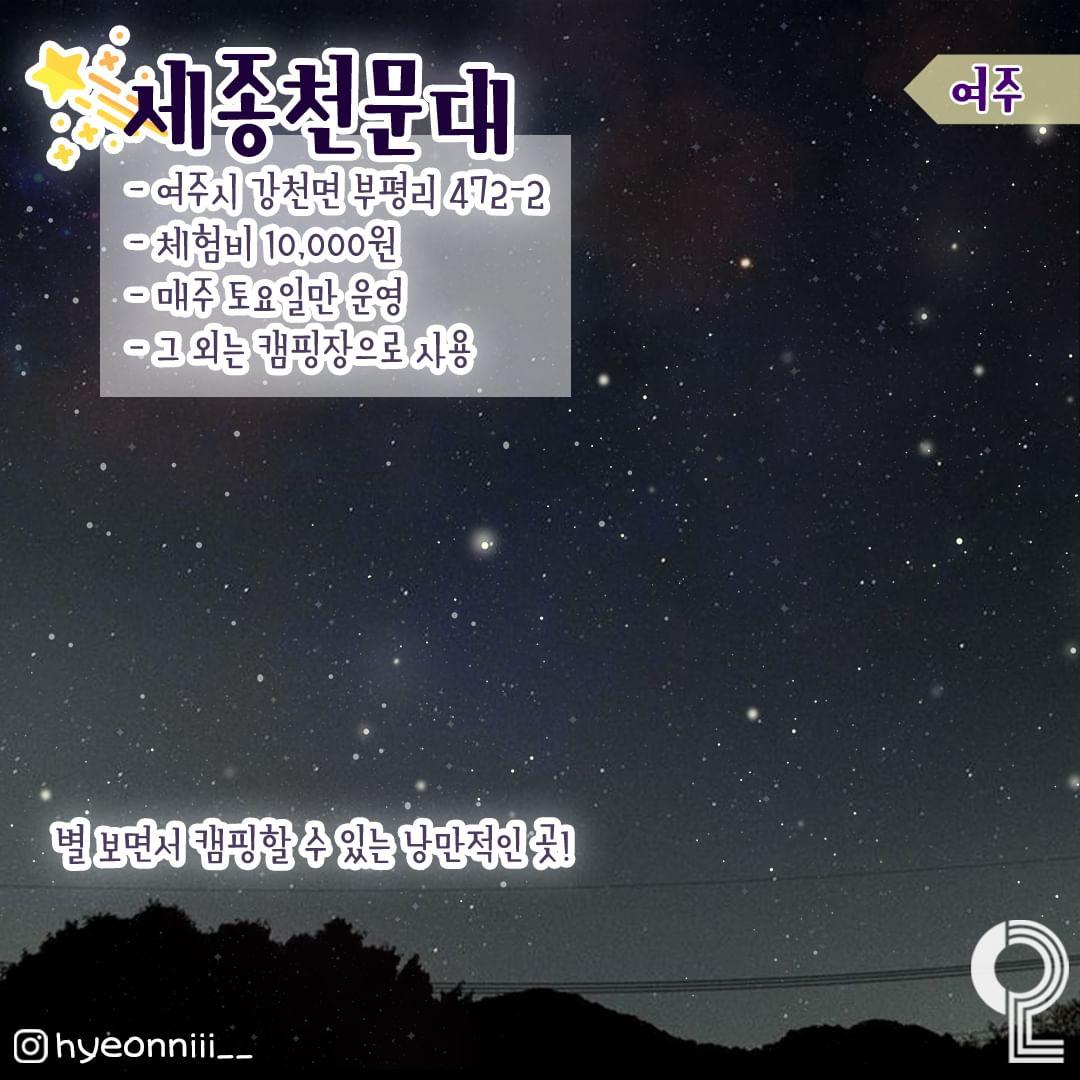 세종천문대
여주
- 여주시 강천면 부평리 472-2
- 체험비 10,000원
- 매주 토요일만 운영
- 그 외는 캠핑장으로 사용
별 보면서 캠핑할 수 있는 낭만적인 곳!
hyeonniii__